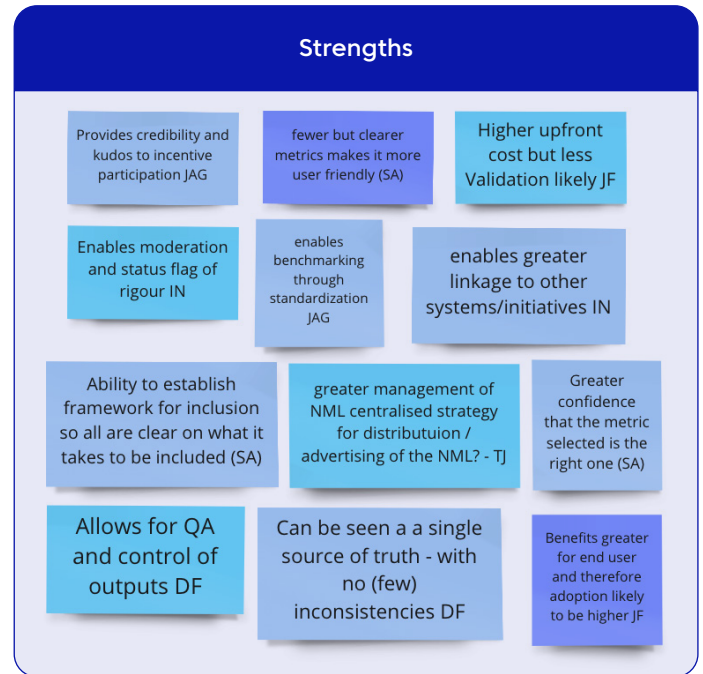 Strengths
Provides credibility and
kudos to incentive
participation JAG
fewer but clearer
metrics makes it more
user friendly (SA)
Higher upfront
cost but less
Validation likely JF
Enables moderation
and status flag of
rigour IN
enables
benchmarking
through
standardization
JAG
enables greater
linkage to other
systems/initiatives IN
Ability to establish
framework for inclusion
so all are clear on what it
takes to be included (SA)
greater management of
NML centralised strategy
for distributuion /
advertising of the NML? - TJ
Greater
confidence
that the metric
selected is the
right one (SA)
Allows for QA
and control of
outputs DF
Can be seen a a single
source of truth - with
no (few)
inconsistencies DF
Benefits greater
for end user
and therefore
adoption likely
to be higher JF